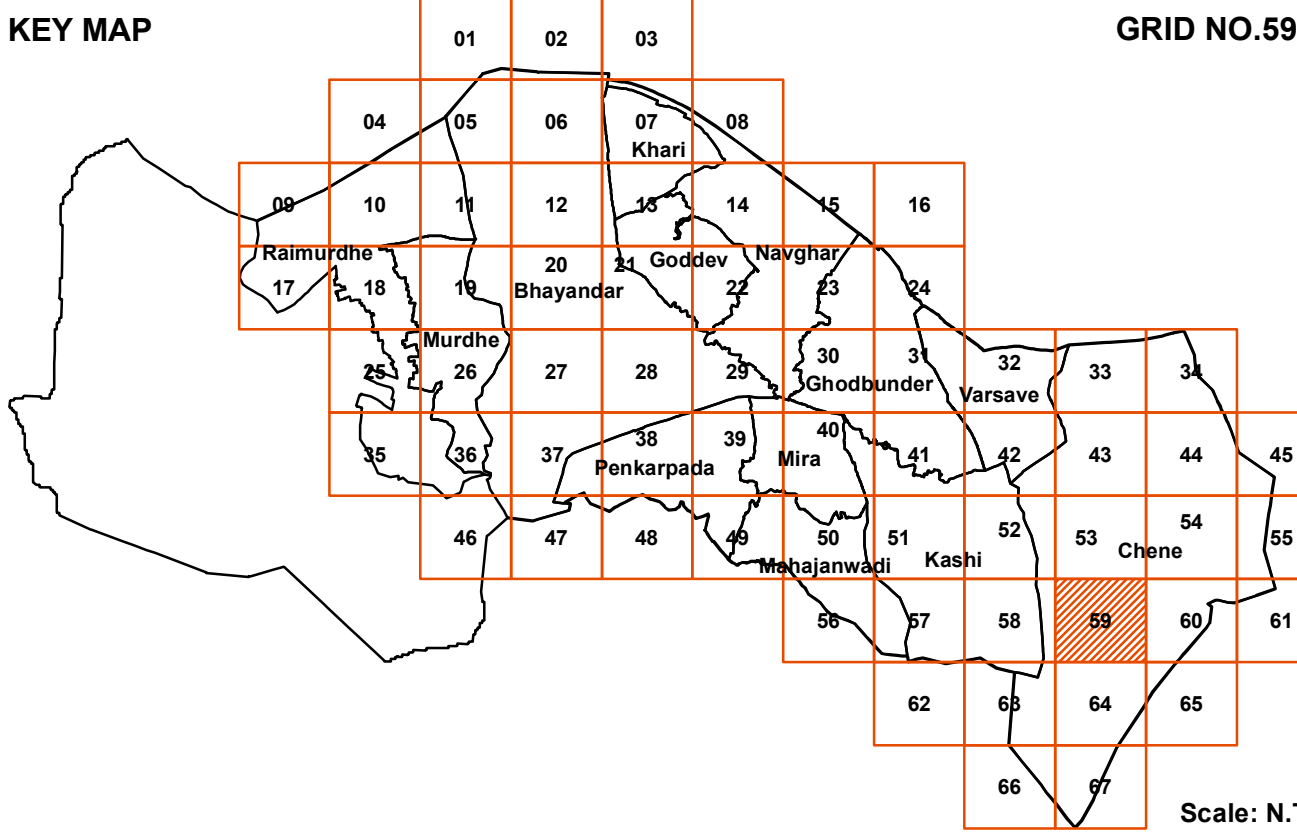 KEY MAP
GRID NO.59
01 02 03
04 05 06 07 08
Khari
09 10 11 12 13 14 15 16
Raimurdhe Goddev Navghar
17 18 19 20 21 22 23 24
Bhayandar
Murdhe
25 26 27 28 29 30 31 32 33 34
Ghodbunder Varsave
35 36 37 38 39 40 41 42 43 44 45
Penkarpada Mira
46 47 48 49 50 51 52 53 54 55
Mahajanwadi Kashi Chene
56 57 58 59 60 61
62 63 64 65
66 67
Scale: N.T